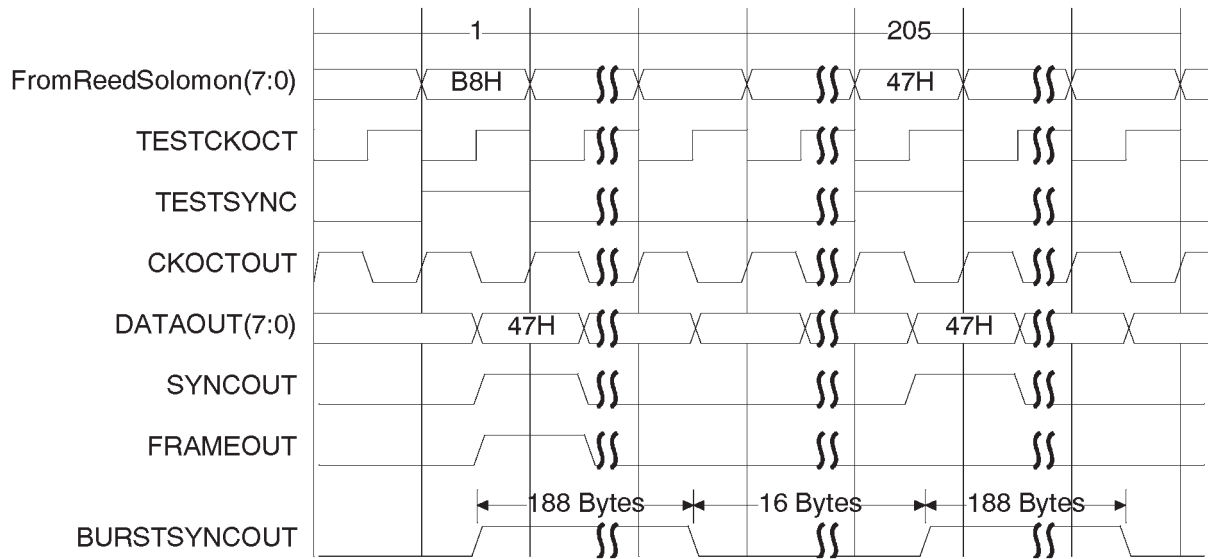 1 205
FromReedSolomon(7:0) B8H 47H
TESTCKOCT
TESTSYNC
CKOCTOUT
DATAOUT(7:0) 47H 47H
SYNCOUT
FRAMEOUT
188 Bytes 16 Bytes 188 Bytes
BURSTSYNCOUT